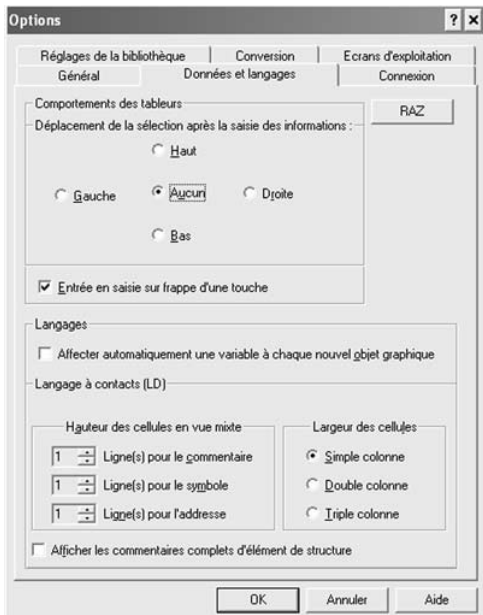 Options
Réglages de la bibliothèque Conversion Ecrans d'exploitation
Général Données et langages Connexion
Comportements des tableurs
RAZ
Déplacement de la sélection après la saisie des informations :
Haut
Gauche Aucun Droite
Bas
Entrée en saisie sur frappe d'une touche
Langages
Affecter automatiquement une variable à chaque nouvel objet graphique
Langage à contacts (LD)
Hauteur des cellules en vue mixte
1 Ligne(s) pour le commentaire
1 Ligne(s) pour le symbole
1 Ligne(s) pour l'addresse
Largeur des cellules
Simple colonne
Double colonne
Triple colonne
Afficher les commentaires complets d'élément de structure
OK Annuler Aide